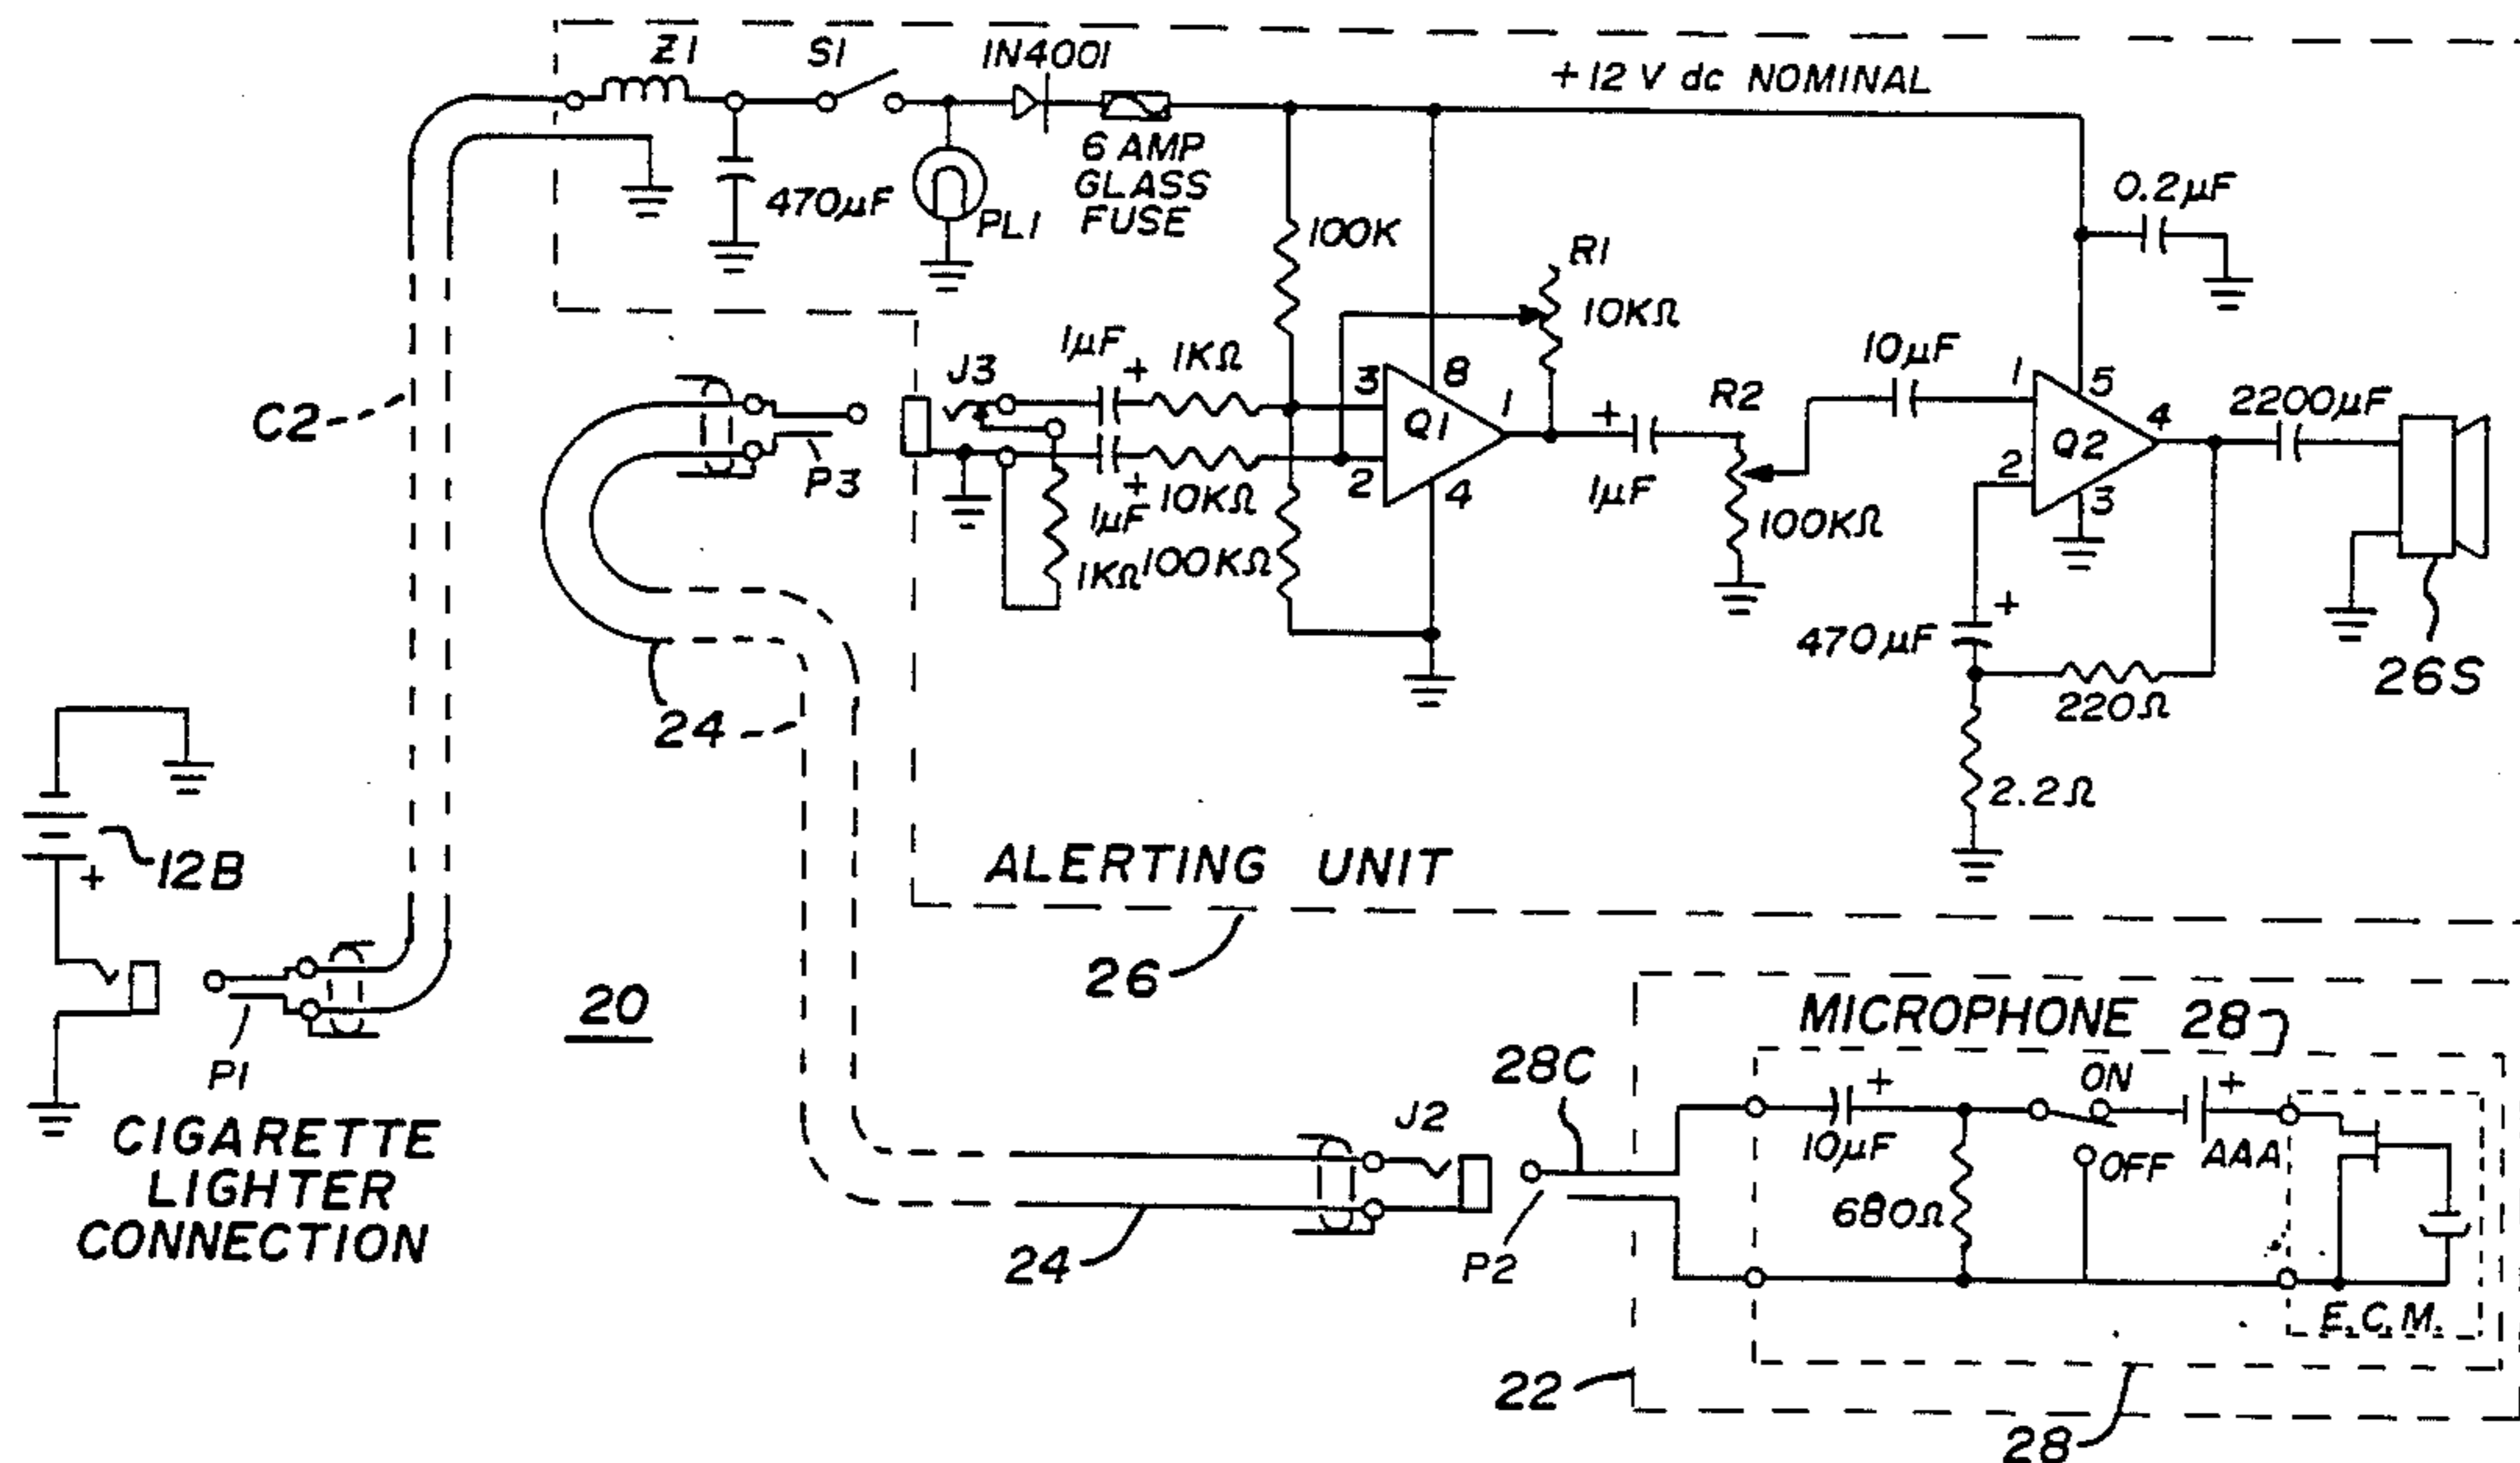 Z1
S1
1N4001
+12 V dc NOMINAL
6 AMP
GLASS
FUSE
470µF
PL1
100K
R1
10KΩ
0.2µF
C2
J3
1µF
+
1KΩ
3
8
Q1
1
2
4
P3
+
1µF
10KΩ
1KΩ
100KΩ
+
1µF
R2
100KΩ
10µF
1
5
Q2
4
2
3
2200µF
+
470µF
220Ω
2.2Ω
26S
24
12B
+
ALERTING UNIT
26
20
P1
CIGARETTE
LIGHTER
CONNECTION
24
J2
P2
28C
MICROPHONE 28
+
10µF
680Ω
ON
OFF
+
AAA
E.C.M.
22
28